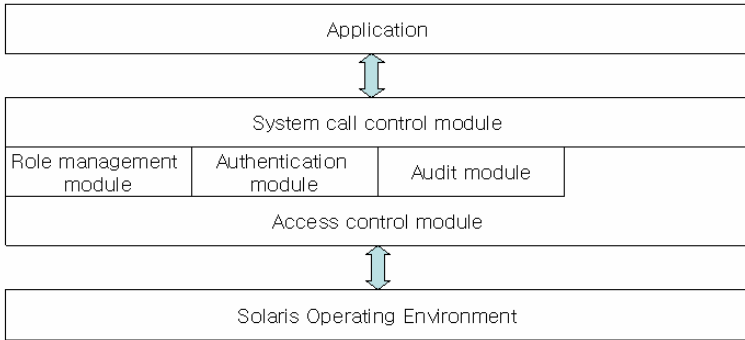 Application
System call control module
Role management
module
Authentication
module
Audit module
Access control module
Solaris Operating Environment